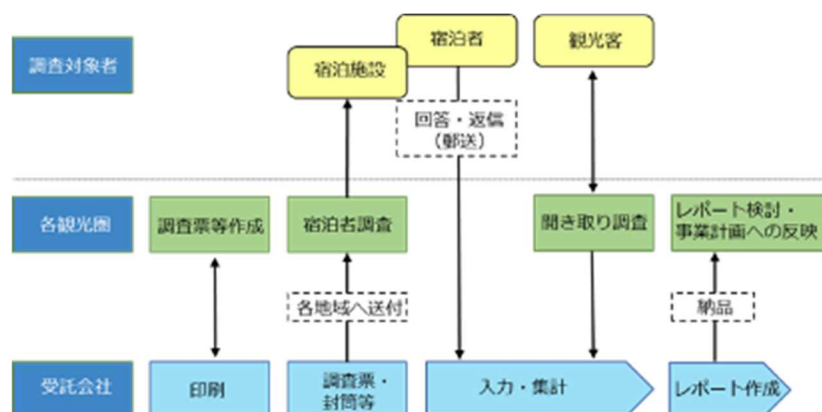 調査対象者
宿泊施設
宿泊者
観光客
回答・返信
(郵送)
各観光圏
調査票等作成
宿泊者調査
聞き取り調査
レポート検討・
事業計画への反映
各地域へ送付
納品
受託会社
印刷
調査票・
封筒等
入力・集計
レポート作成